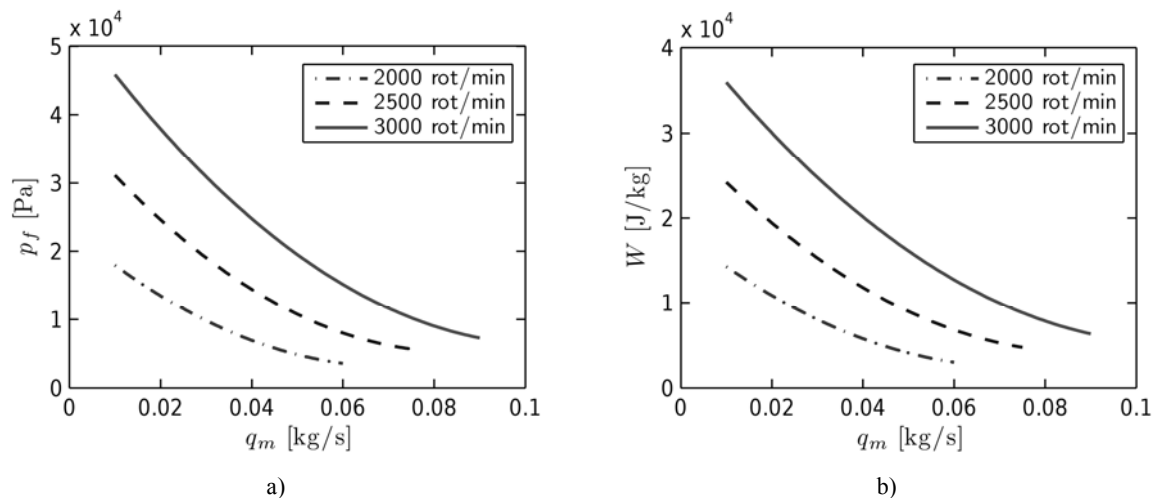 x 10^4
5
4
3
2
1
0
p_f [Pa]
0 0.02 0.04 0.06 0.08 0.1
q_m [kg/s]
2000 rot/min
2500 rot/min
3000 rot/min
a)
x 10^4
4
3
2
1
0
W [J/kg]
0 0.02 0.04 0.06 0.08 0.1
q_m [kg/s]
2000 rot/min
2500 rot/min
3000 rot/min
b)